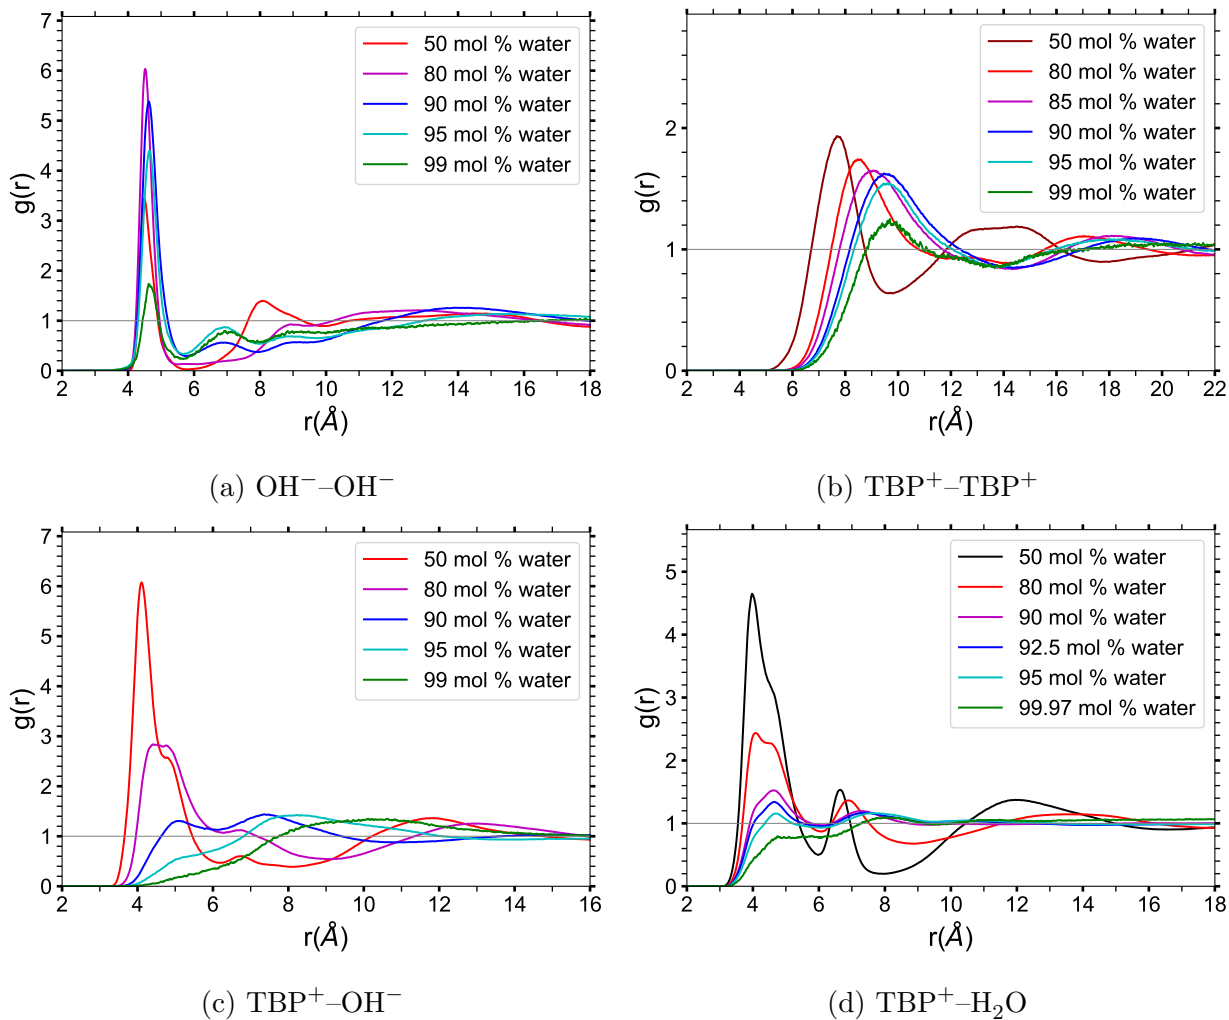 g(r)
7
6
5
4
3
2
1
0
50 mol % water
80 mol % water
90 mol % water
95 mol % water
99 mol % water
2 4 6 8 10 12 14 16 18
r(Å)
(a) OH⁻–OH⁻
g(r)
2
1
0
50 mol % water
80 mol % water
85 mol % water
90 mol % water
95 mol % water
99 mol % water
2 4 6 8 10 12 14 16 18 20 22
r(Å)
(b) TBP⁺–TBP⁺
g(r)
7
6
5
4
3
2
1
0
50 mol % water
80 mol % water
90 mol % water
95 mol % water
99 mol % water
2 4 6 8 10 12 14 16
r(Å)
(c) TBP⁺–OH⁻
g(r)
5
4
3
2
1
0
50 mol % water
80 mol % water
90 mol % water
92.5 mol % water
95 mol % water
99.97 mol % water
2 4 6 8 10 12 14 16 18
r(Å)
(d) TBP⁺–H₂O